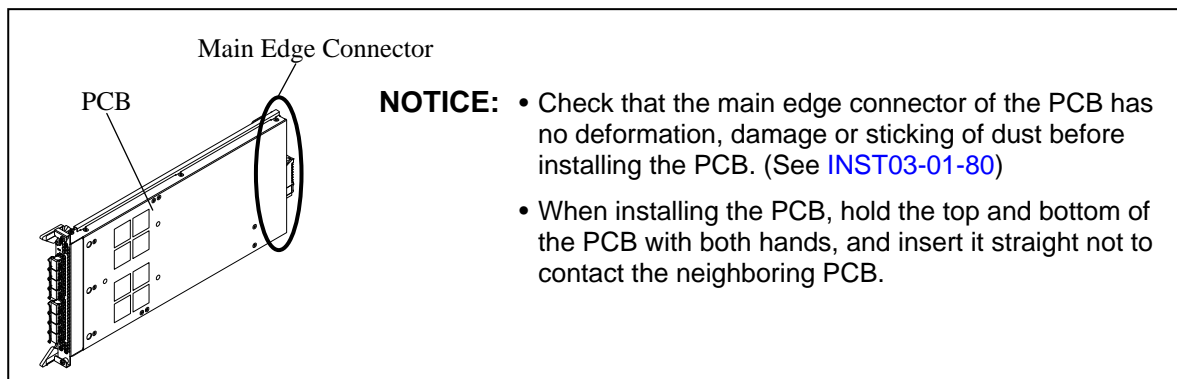 Main Edge Connector
PCB
NOTICE: • Check that the main edge connector of the PCB has
no deformation, damage or sticking of dust before
installing the PCB. (See INST03-01-80)
• When installing the PCB, hold the top and bottom of
the PCB with both hands, and insert it straight not to
contact the neighboring PCB.